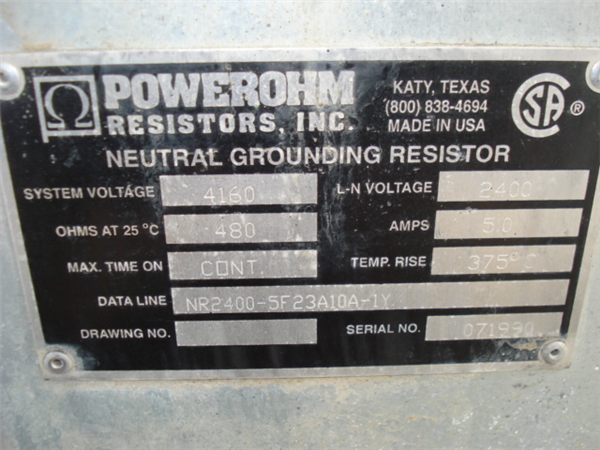 Ω POWEROHM
RESISTORS, INC.
KATY, TEXAS
(800) 838-4694
MADE IN USA
CSA ®
NEUTRAL GROUNDING RESISTOR
SYSTEM VOLTAGE 4160 L-N VOLTAGE 2400
OHMS AT 25 °C 480 AMPS 5.0
MAX. TIME ON CONT. TEMP. RISE 375°C
DATA LINE NR2400-5F23A10A-1Y
DRAWING NO. SERIAL NO. 071990